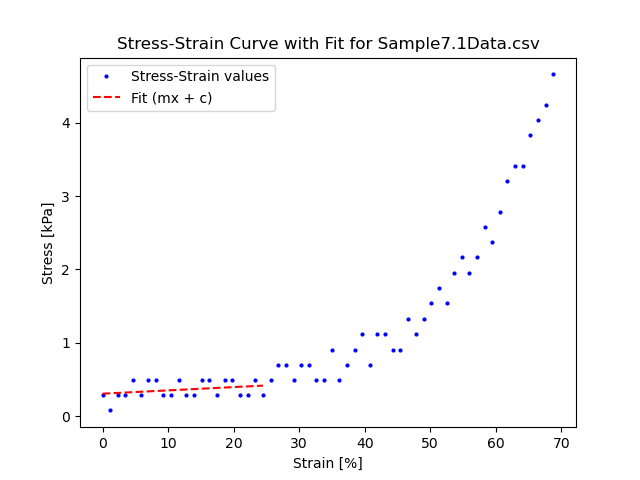 Stress-Strain Curve with Fit for Sample7.1Data.csv
Stress-Strain values
Fit (mx + c)
4
3
2
1
0
Stress [kPa]
0 10 20 30 40 50 60 70
Strain [%]